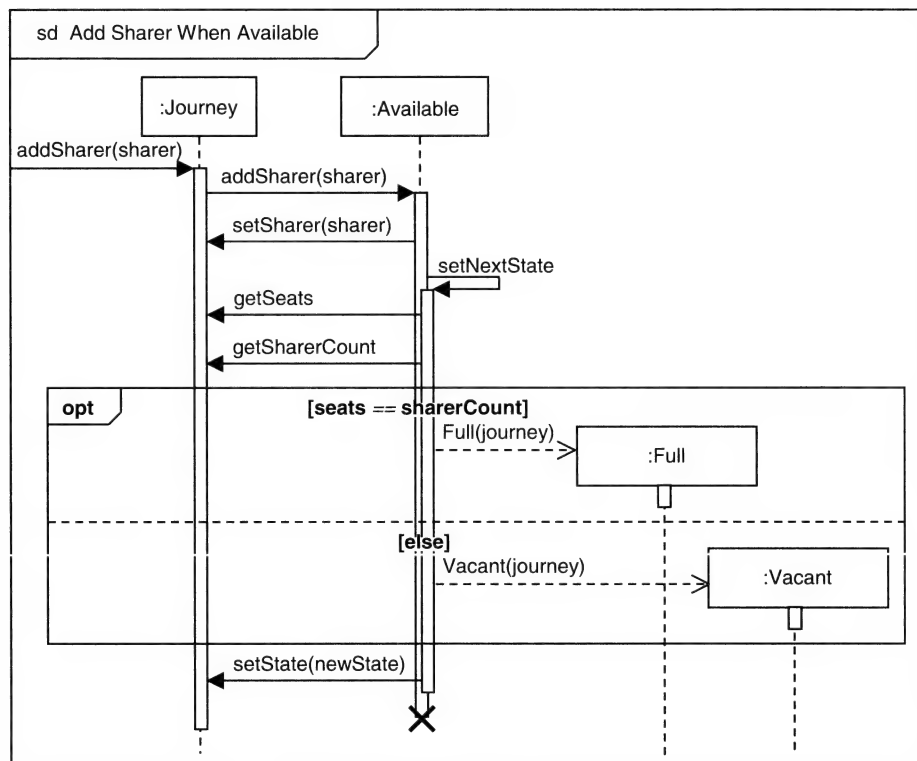 sd Add Sharer When Available
:Journey
:Available
addSharer(sharer)
addSharer(sharer)
setSharer(sharer)
setNextState
getSeats
getSharerCount
opt
[seats == sharerCount]
Full(journey)
:Full
[else]
Vacant(journey)
:Vacant
setState(newState)